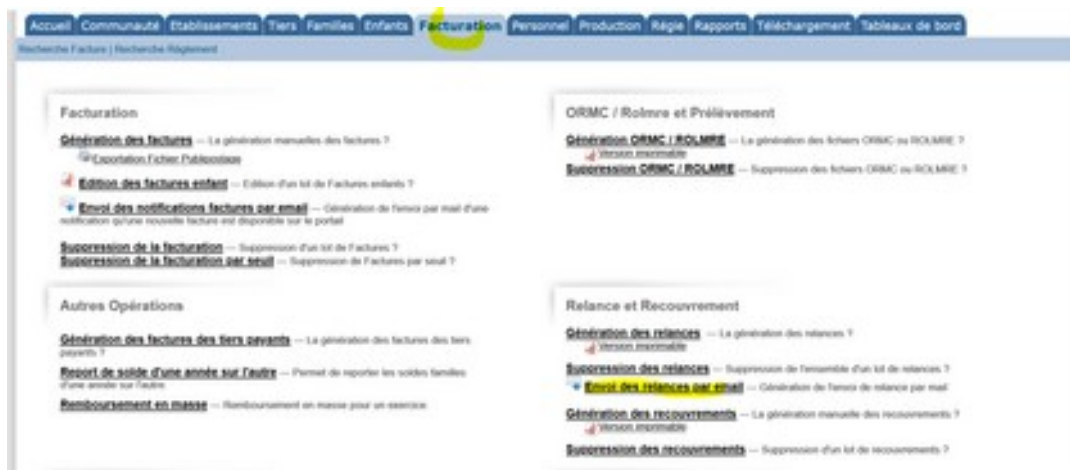 Accueil Communauté Etablissements Tiers Familles Enfants Facturation Personnel Production Régie Rapports Téléchargement Tableaux de bord
Recherche Facture | Recherche Règlement
Facturation
Génération des factures — La génération manuelles des factures ?
Exportation Fichier Publipostage
Edition des factures enfant — Edition d'un lot de Factures enfants ?
Envoi des notifications factures par email — Génération de l'envoi par mail d'une
notification qu'une nouvelle facture est disponible sur le portail
Suppression de la facturation — Suppression d'un lot de Factures ?
Suppression de la facturation par seuil — Suppression de Factures par seuil ?
Autres Opérations
Génération des factures des tiers payants — La génération des factures des tiers
payants ?
Report de solde d'une année sur l'autre — Permet de reporter les soldes familles
d'une année sur l'autre
Remboursement en masse — Remboursement en masse pour un exercice
ORMC / Rolmre et Prélèvement
Génération ORMC / ROLMRE — La génération des fichiers ORMC ou ROLMRE ?
Version imprimable
Suppression ORMC / ROLMRE — Suppression des fichiers ORMC ou ROLMRE ?
Relance et Recouvrement
Génération des relances — La génération des relances ?
Version imprimable
Suppression des relances — Suppression de l'ensemble d'un lot de relances ?
Envoi des relances par email — Génération de l'envoi de relance par mail
Génération des recouvrements — La génération manuelle des recouvrements ?
Version imprimable
Suppression des recouvrements — Suppression d'un lot de recouvrements ?